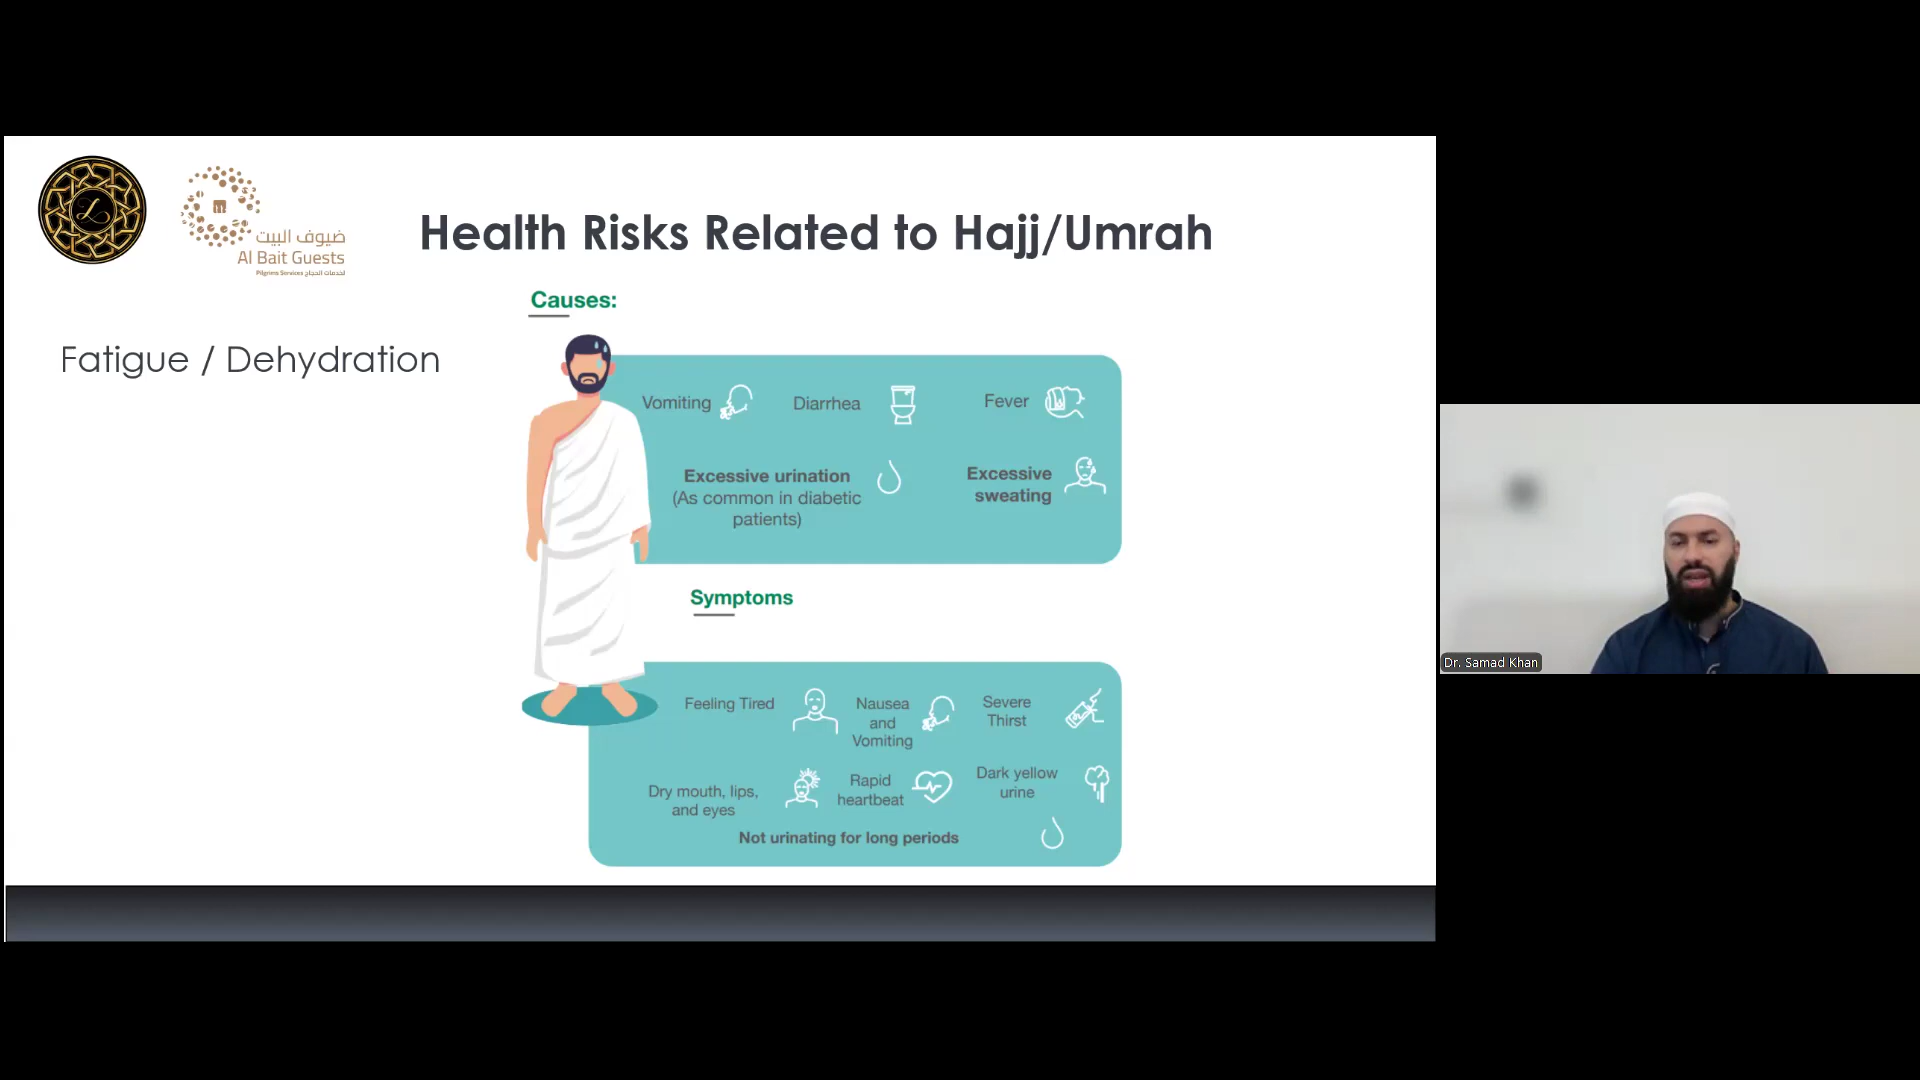 ضيوف البيت
Al Bait Guests
Pilgrims Services لخدمات الحجاج
Health Risks Related to Hajj/Umrah
Fatigue / Dehydration
Causes:
Vomiting
Diarrhea
Fever
Excessive urination
(As common in diabetic
patients)
Excessive
sweating
Symptoms
Feeling Tired
Nausea
and
Vomiting
Severe
Thirst
Dry mouth, lips,
and eyes
Rapid
heartbeat
Dark yellow
urine
Not urinating for long periods
Dr. Samad Khan